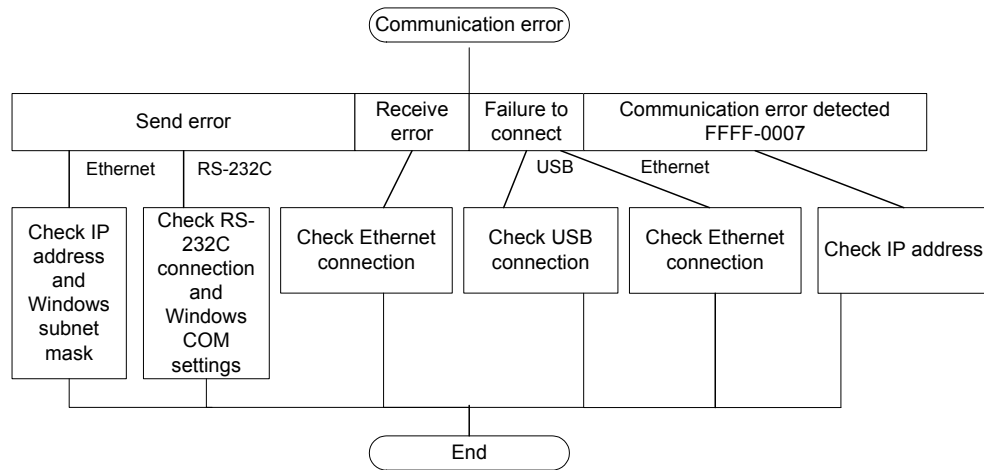 Communication error
Send error
Receive
error
Failure to
connect
Communication error detected
FFFF-0007
Ethernet
RS-232C
USB
Ethernet
Check IP
address
and
Windows
subnet
mask
Check RS-
232C
connection
and
Windows
COM
settings
Check Ethernet
connection
Check USB
connection
Check Ethernet
connection
Check IP address
End